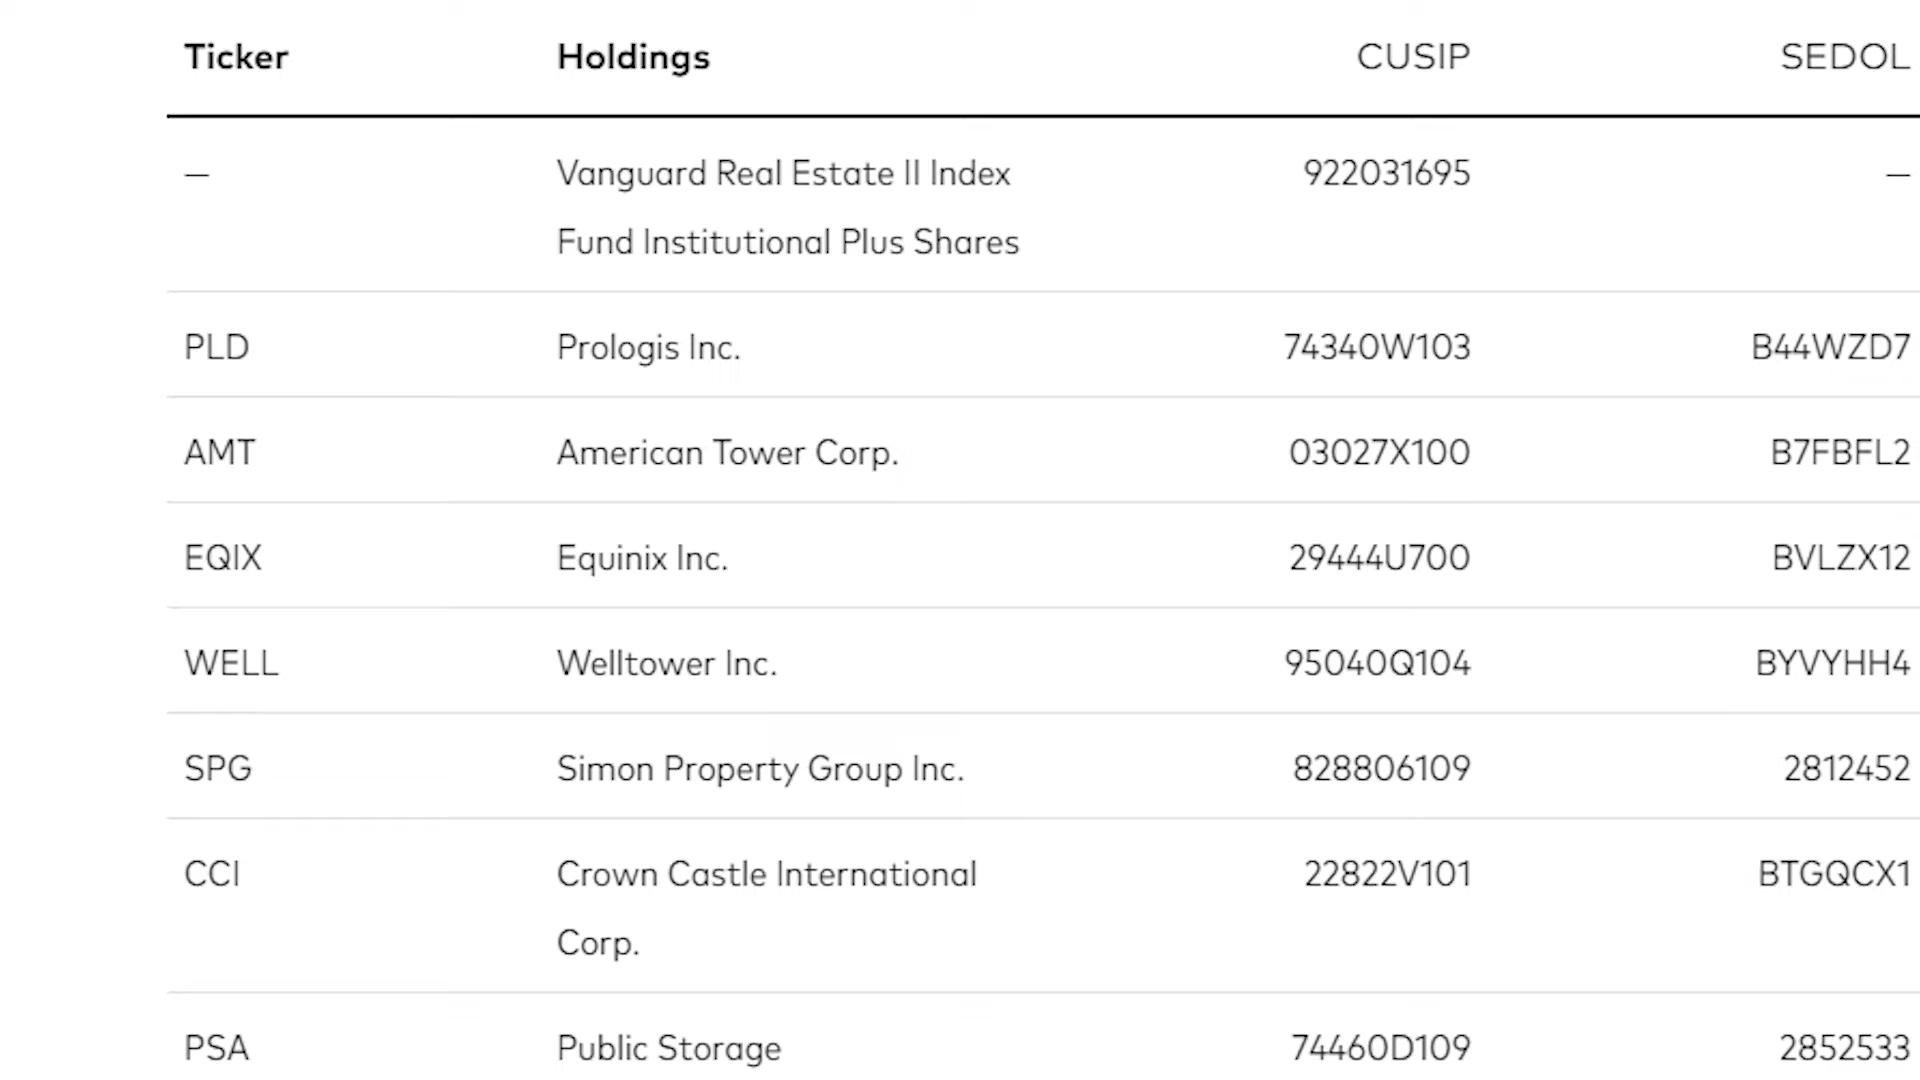 Ticker Holdings CUSIP SEDOL
— Vanguard Real Estate II Index 922031695 —
Fund Institutional Plus Shares
PLD Prologis Inc. 74340W103 B44WZD7
AMT American Tower Corp. 03027X100 B7FBFL2
EQIX Equinix Inc. 29444U700 BVLZX12
WELL Welltower Inc. 95040Q104 BYVYHH4
SPG Simon Property Group Inc. 828806109 2812452
CCI Crown Castle International 22822V101 BTGQCX1
Corp.
PSA Public Storage 74460D109 2852533